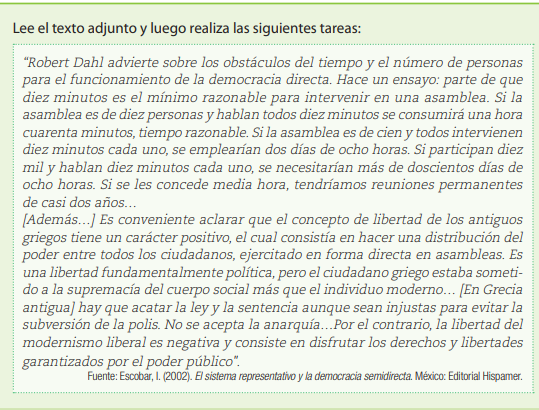 Lee el texto adjunto y luego realiza las siguientes tareas:
“Robert Dahl advierte sobre los obstáculos del tiempo y el número de personas
para el funcionamiento de la democracia directa. Hace un ensayo: parte de que
diez minutos es el mínimo razonable para intervenir en una asamblea. Si la
asamblea es de diez personas y hablan todos diez minutos se consumirá una hora
cuarenta minutos, tiempo razonable. Si la asamblea es de cien y todos intervienen
diez minutos cada uno, se emplearían dos días de ocho horas. Si participan diez
mil y hablan diez minutos cada uno, se necesitarían más de doscientos días de
ocho horas. Si se les concede media hora, tendríamos reuniones permanentes
de casi dos años…
[Además…] Es conveniente aclarar que el concepto de libertad de los antiguos
griegos tiene un carácter positivo, el cual consistía en hacer una distribución del
poder entre todos los ciudadanos, ejercitado en forma directa en asambleas. Es
una libertad fundamentalmente política, pero el ciudadano griego estaba someti-
do a la supremacía del cuerpo social más que el individuo moderno… [En Grecia
antigua] hay que acatar la ley y la sentencia aunque sean injustas para evitar la
subversión de la polis. No se acepta la anarquía…Por el contrario, la libertad del
modernismo liberal es negativa y consiste en disfrutar los derechos y libertades
garantizados por el poder público”.
Fuente: Escobar, I. (2002). El sistema representativo y la democracia semidirecta. México: Editorial Hispamer.